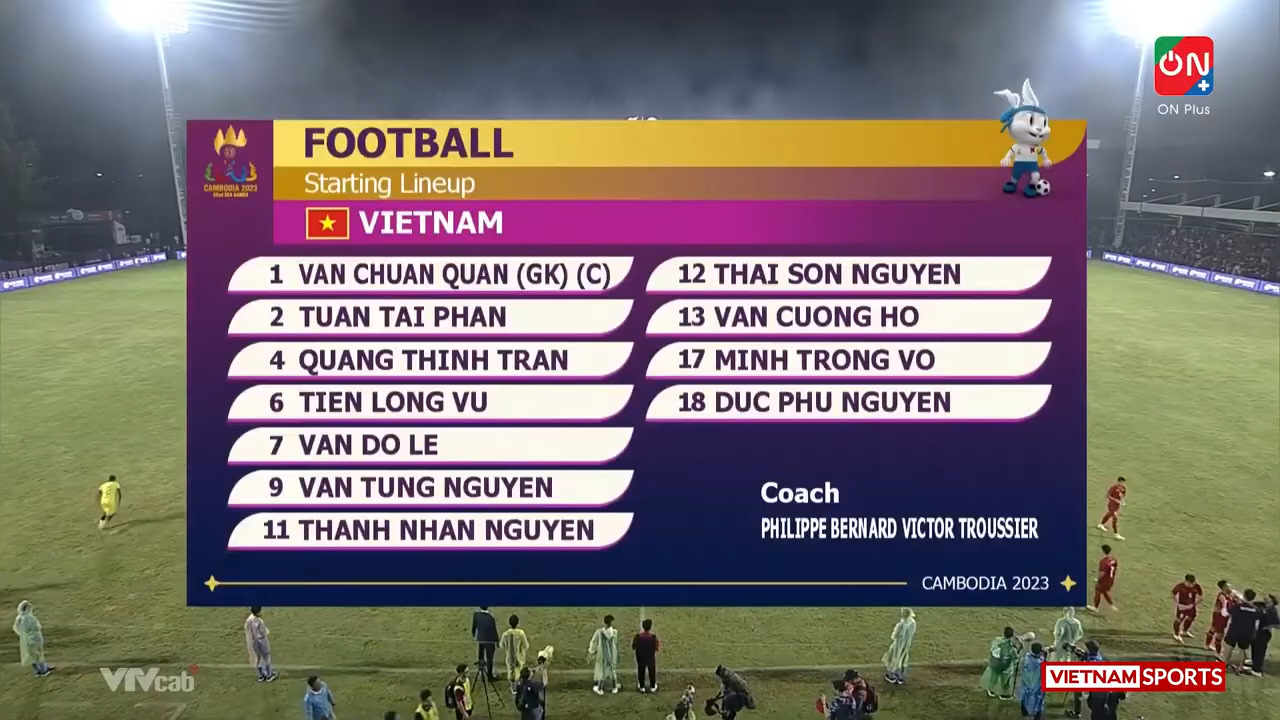 ON
ON Plus
FOOTBALL
Starting Lineup
CAMBODIA 2023
VIETNAM
1 VAN CHUAN QUAN (GK) (C)
2 TUAN TAI PHAN
4 QUANG THINH TRAN
6 TIEN LONG VU
7 VAN DO LE
9 VAN TUNG NGUYEN
11 THANH NHAN NGUYEN
12 THAI SON NGUYEN
13 VAN CUONG HO
17 MINH TRONG VO
18 DUC PHU NGUYEN
Coach
PHILIPPE BERNARD VICTOR TROUSSIER
CAMBODIA 2023
VTVcab
VIETNAM SPORTS